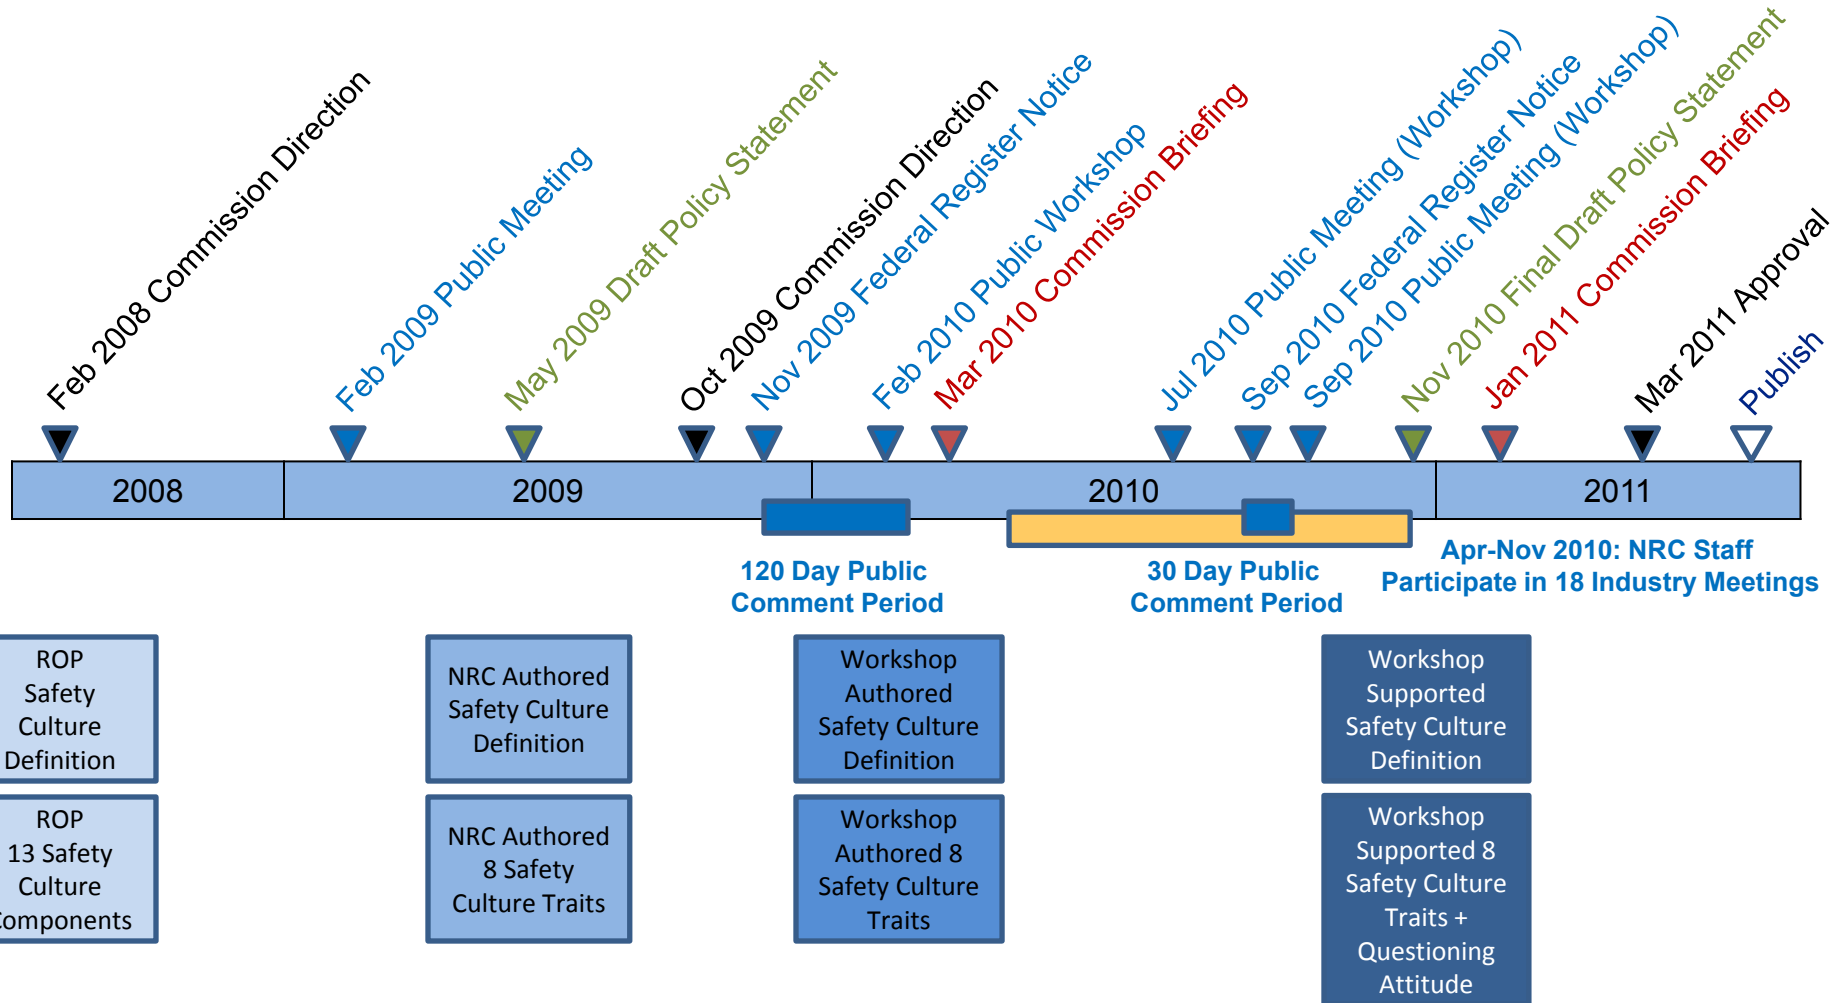 Feb 2008 Commission Direction
Feb 2009 Public Meeting
May 2009 Draft Policy Statement
Oct 2009 Commission Direction
Nov 2009 Federal Register Notice
Feb 2010 Public Workshop
Mar 2010 Commission Briefing
Jul 2010 Public Meeting (Workshop)
Sep 2010 Federal Register Notice
Sep 2010 Public Meeting (Workshop)
Nov 2010 Final Draft Policy Statement
Jan 2011 Commission Briefing
Mar 2011 Approval
Publish
2008
2009
2010
2011
120 Day Public
Comment Period
30 Day Public
Comment Period
Apr-Nov 2010: NRC Staff
Participate in 18 Industry Meetings
ROP
Safety
Culture
Definition
NRC Authored
Safety Culture
Definition
Workshop
Authored
Safety Culture
Definition
Workshop
Supported
Safety Culture
Definition
ROP
13 Safety
Culture
Components
NRC Authored
8 Safety
Culture Traits
Workshop
Authored 8
Safety Culture
Traits
Workshop
Supported 8
Safety Culture
Traits +
Questioning
Attitude